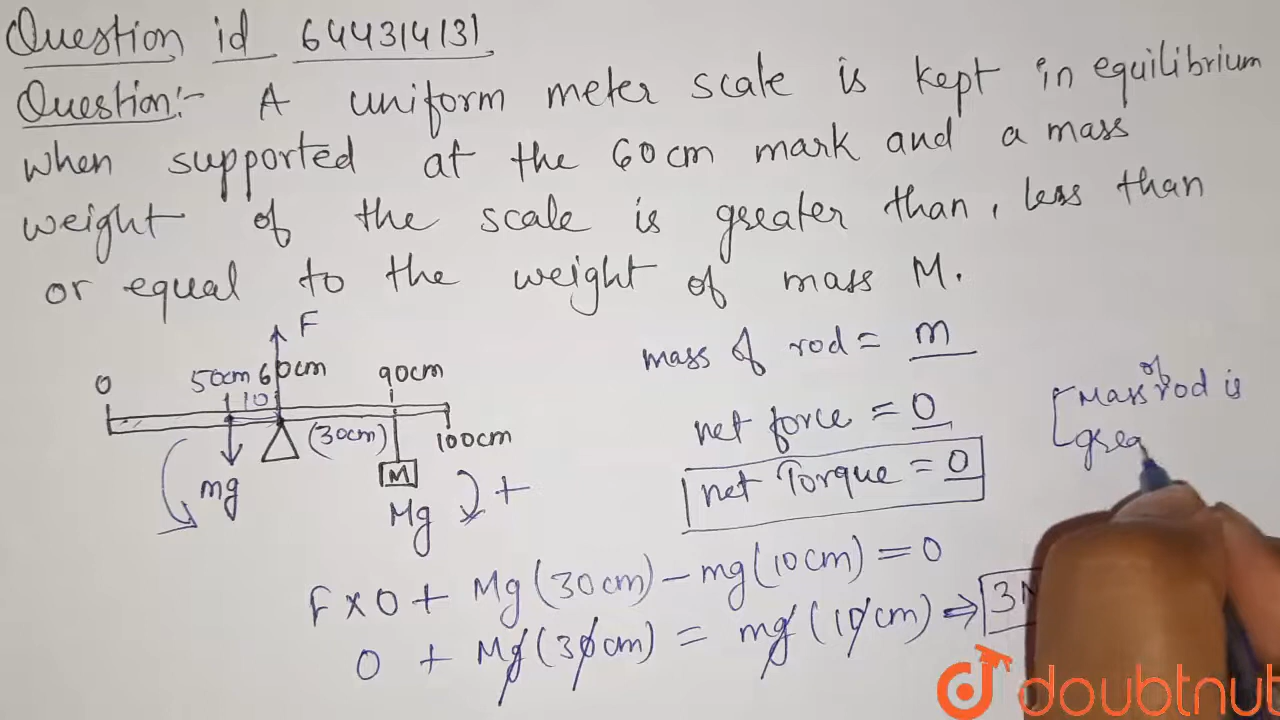 Question id 644314131
Question:- A uniform meter scale is kept in equilibrium
when supported at the 60cm mark and a mass
weight of the scale is greater than, less than
or equal to the weight of mass M.
F
0 50cm 60cm 90cm
10
(30cm) 100cm
M
mg
Mg +
mass of rod = m
net force = 0
net Torque = 0
Mass of rod is
grea
F×0 + Mg(30cm) - mg(10cm) = 0
0 + Mg(30cm) = mg(10cm) ⇒ 3
doubtnut